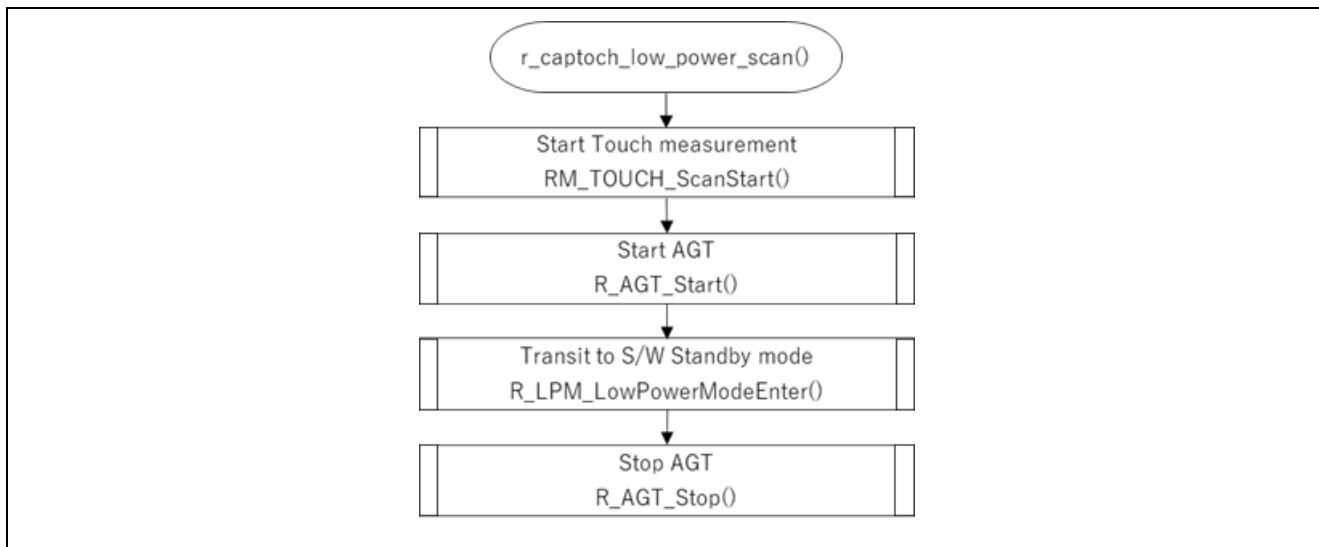 r_captoch_low_power_scan()
Start Touch measurement
RM_TOUCH_ScanStart()
Start AGT
R_AGT_Start()
Transit to S/W Standby mode
R_LPM_LowPowerModeEnter()
Stop AGT
R_AGT_Stop()